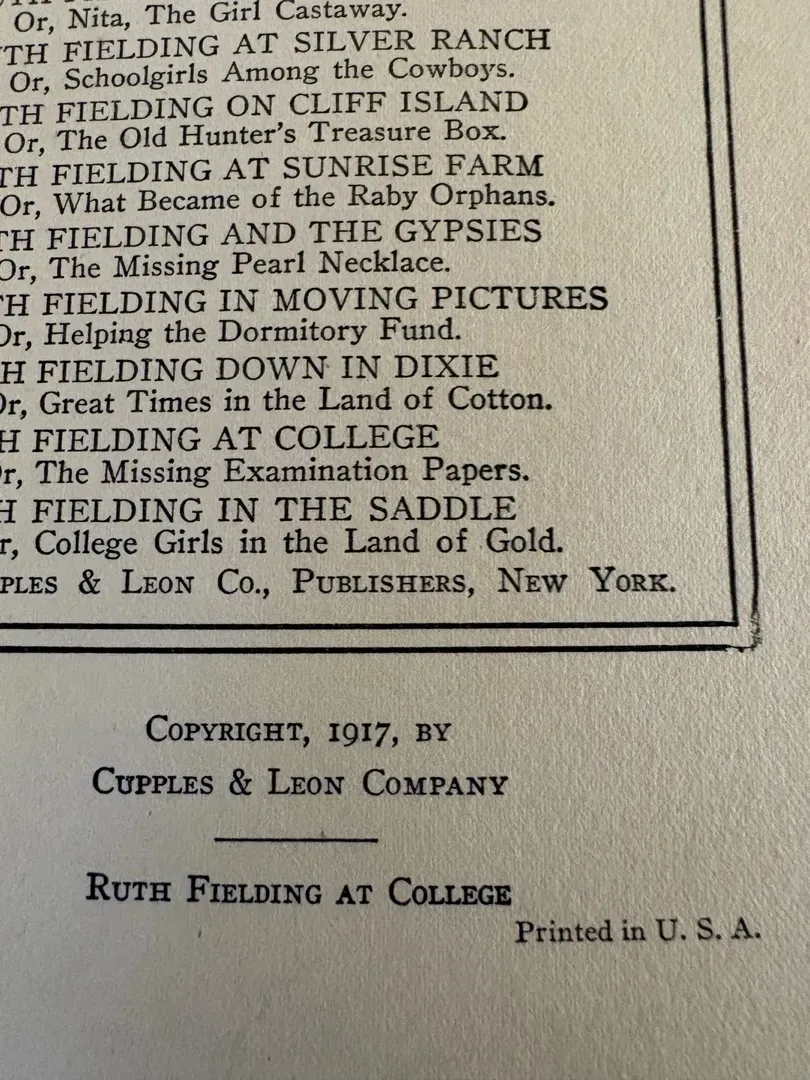 Or, Nita, The Girl Castaway.
TH FIELDING AT SILVER RANCH
Or, Schoolgirls Among the Cowboys.
TH FIELDING ON CLIFF ISLAND
Or, The Old Hunter's Treasure Box.
TH FIELDING AT SUNRISE FARM
Or, What Became of the Raby Orphans.
TH FIELDING AND THE GYPSIES
Or, The Missing Pearl Necklace.
TH FIELDING IN MOVING PICTURES
Or, Helping the Dormitory Fund.
H FIELDING DOWN IN DIXIE
Or, Great Times in the Land of Cotton.
H FIELDING AT COLLEGE
r, The Missing Examination Papers.
H FIELDING IN THE SADDLE
r, College Girls in the Land of Gold.
PLES & LEON CO., PUBLISHERS, NEW YORK.
COPYRIGHT, 1917, BY
CUPPLES & LEON COMPANY
RUTH FIELDING AT COLLEGE
Printed in U. S. A.